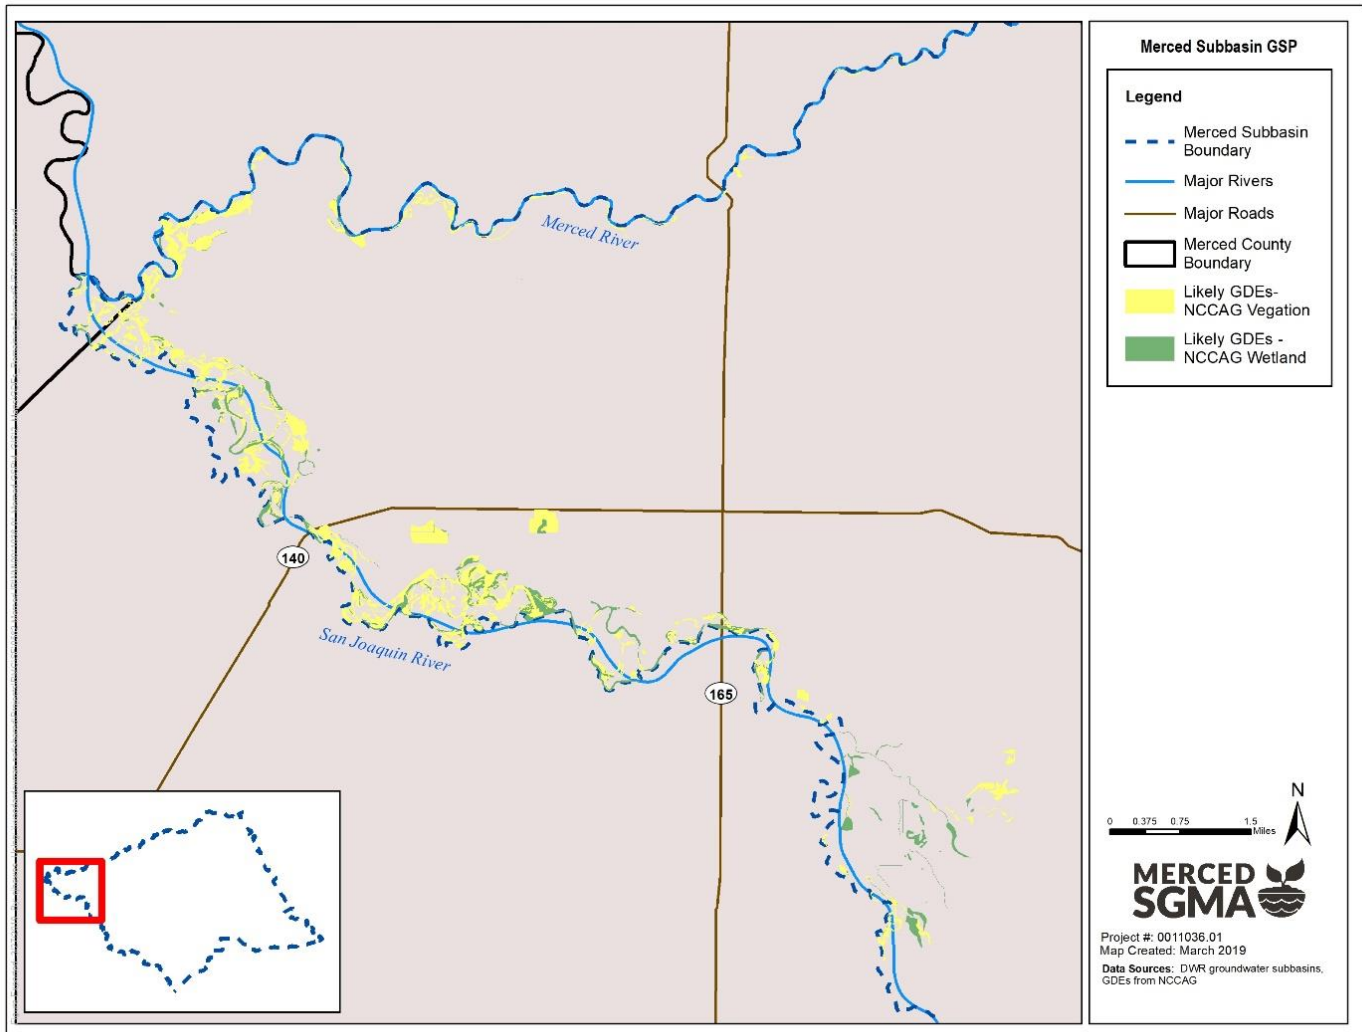 Merced Subbasin GSP
Legend
Merced Subbasin
Boundary
Major Rivers
Major Roads
Merced County
Boundary
Likely GDEs-
NCCAG Vegation
Likely GDEs -
NCCAG Wetland
Merced River
140
San Joaquin River
165
N
0 0.375 0.75 1.5
Miles
MERCED
SGMA
Project #: 0011036.01
Map Created: March 2019
Data Sources: DWR groundwater subbasins,
GDEs from NCCAG